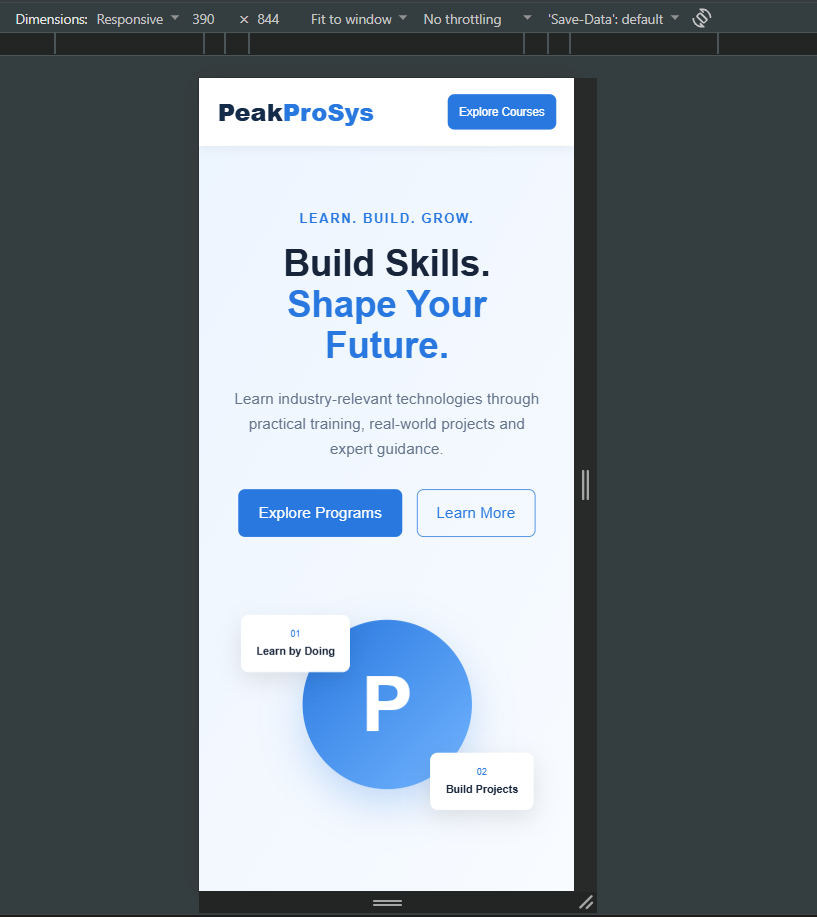 Dimensions: Responsive 390 × 844 Fit to window No throttling 'Save-Data': default
PeakProSys Explore Courses
LEARN. BUILD. GROW.
Build Skills.
Shape Your
Future.
Learn industry-relevant technologies through
practical training, real-world projects and
expert guidance.
Explore Programs Learn More
01
Learn by Doing
P
02
Build Projects